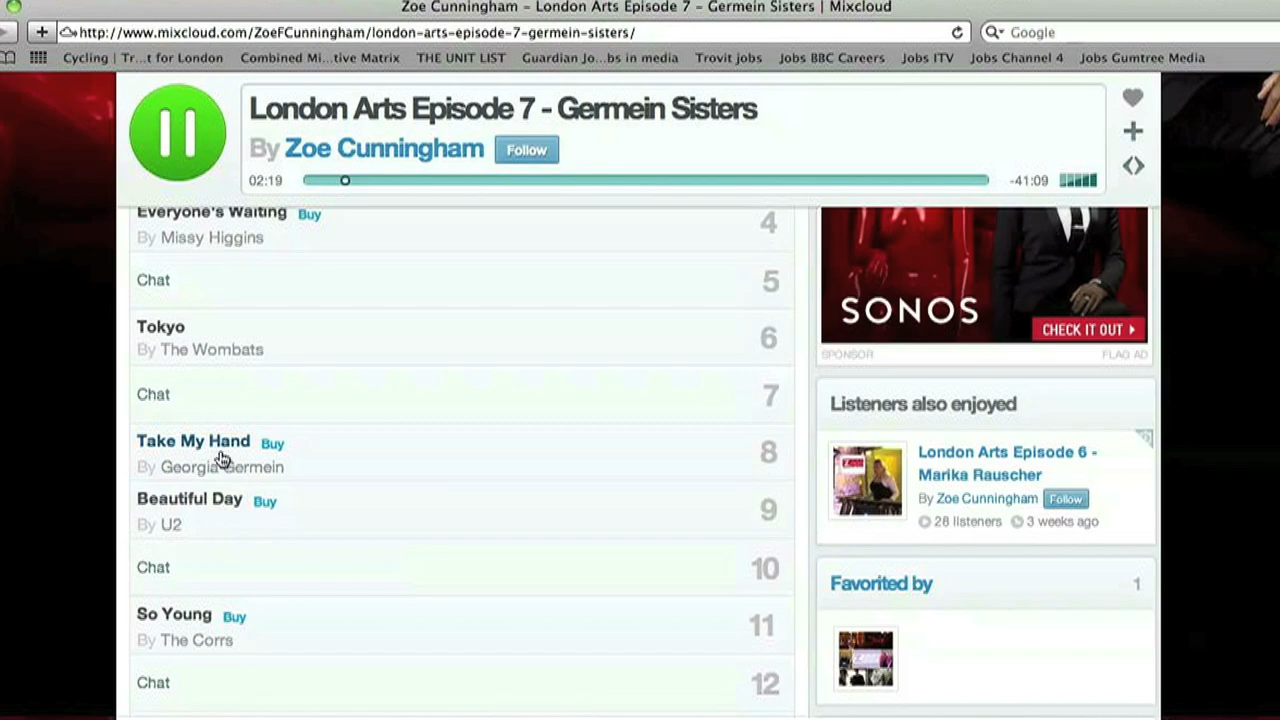 Zoe Cunningham – London Arts Episode 7 – Germein Sisters | Mixcloud
http://www.mixcloud.com/ZoeFCunningham/london-arts-episode-7-germein-sisters/
Google
Cycling | Tr...t for London Combined Mi...tive Matrix THE UNIT LIST Guardian Jo...bs in media Trovit jobs Jobs BBC Careers Jobs ITV Jobs Channel 4 Jobs Gumtree Media
London Arts Episode 7 - Germein Sisters
By Zoe Cunningham Follow
02:19 -41:09
Everyone's Waiting Buy 4
By Missy Higgins
Chat 5
Tokyo 6
By The Wombats
Chat 7
Take My Hand Buy 8
By Georgia Germein
Beautiful Day Buy 9
By U2
Chat 10
So Young Buy 11
By The Corrs
Chat 12
SONOS
CHECK IT OUT
SPONSOR FLAG AD
Listeners also enjoyed
London Arts Episode 6 -
Marika Rauscher
By Zoe Cunningham Follow
28 listeners 3 weeks ago
Favorited by 1